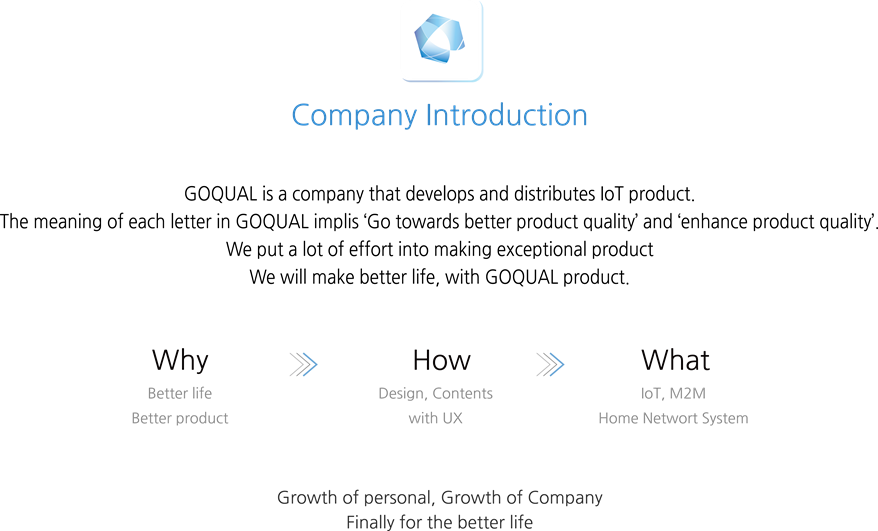 Company Introduction
GOQUAL is a company that develops and distributes IoT product.
The meaning of each letter in GOQUAL implis ‘Go towards better product quality’ and ‘enhance product quality’.
We put a lot of effort into making exceptional product
We will make better life, with GOQUAL product.
Why
Better life
Better product
How
Design, Contents
with UX
What
IoT, M2M
Home Networt System
Growth of personal, Growth of Company
Finally for the better life